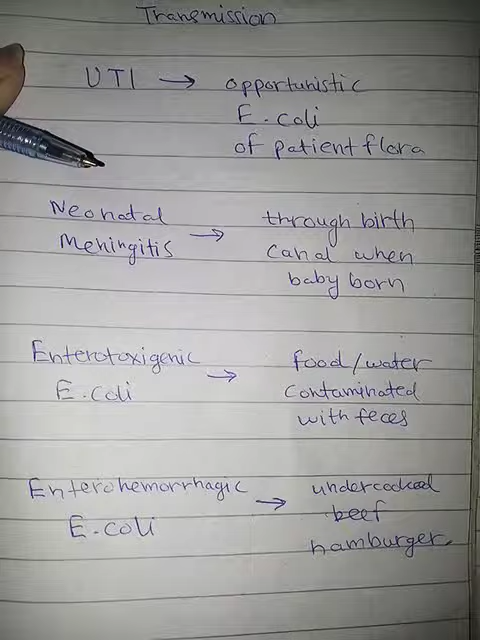 Transmission
UTI → opportunistic
E.coli
of patient flora
Neonatal → through birth
Meningitis canal when
baby born
Enterotoxigenic → food/water
E.coli contaminated
with feces
Enterohemorrhagic → undercooked
E.coli beef
hamburger